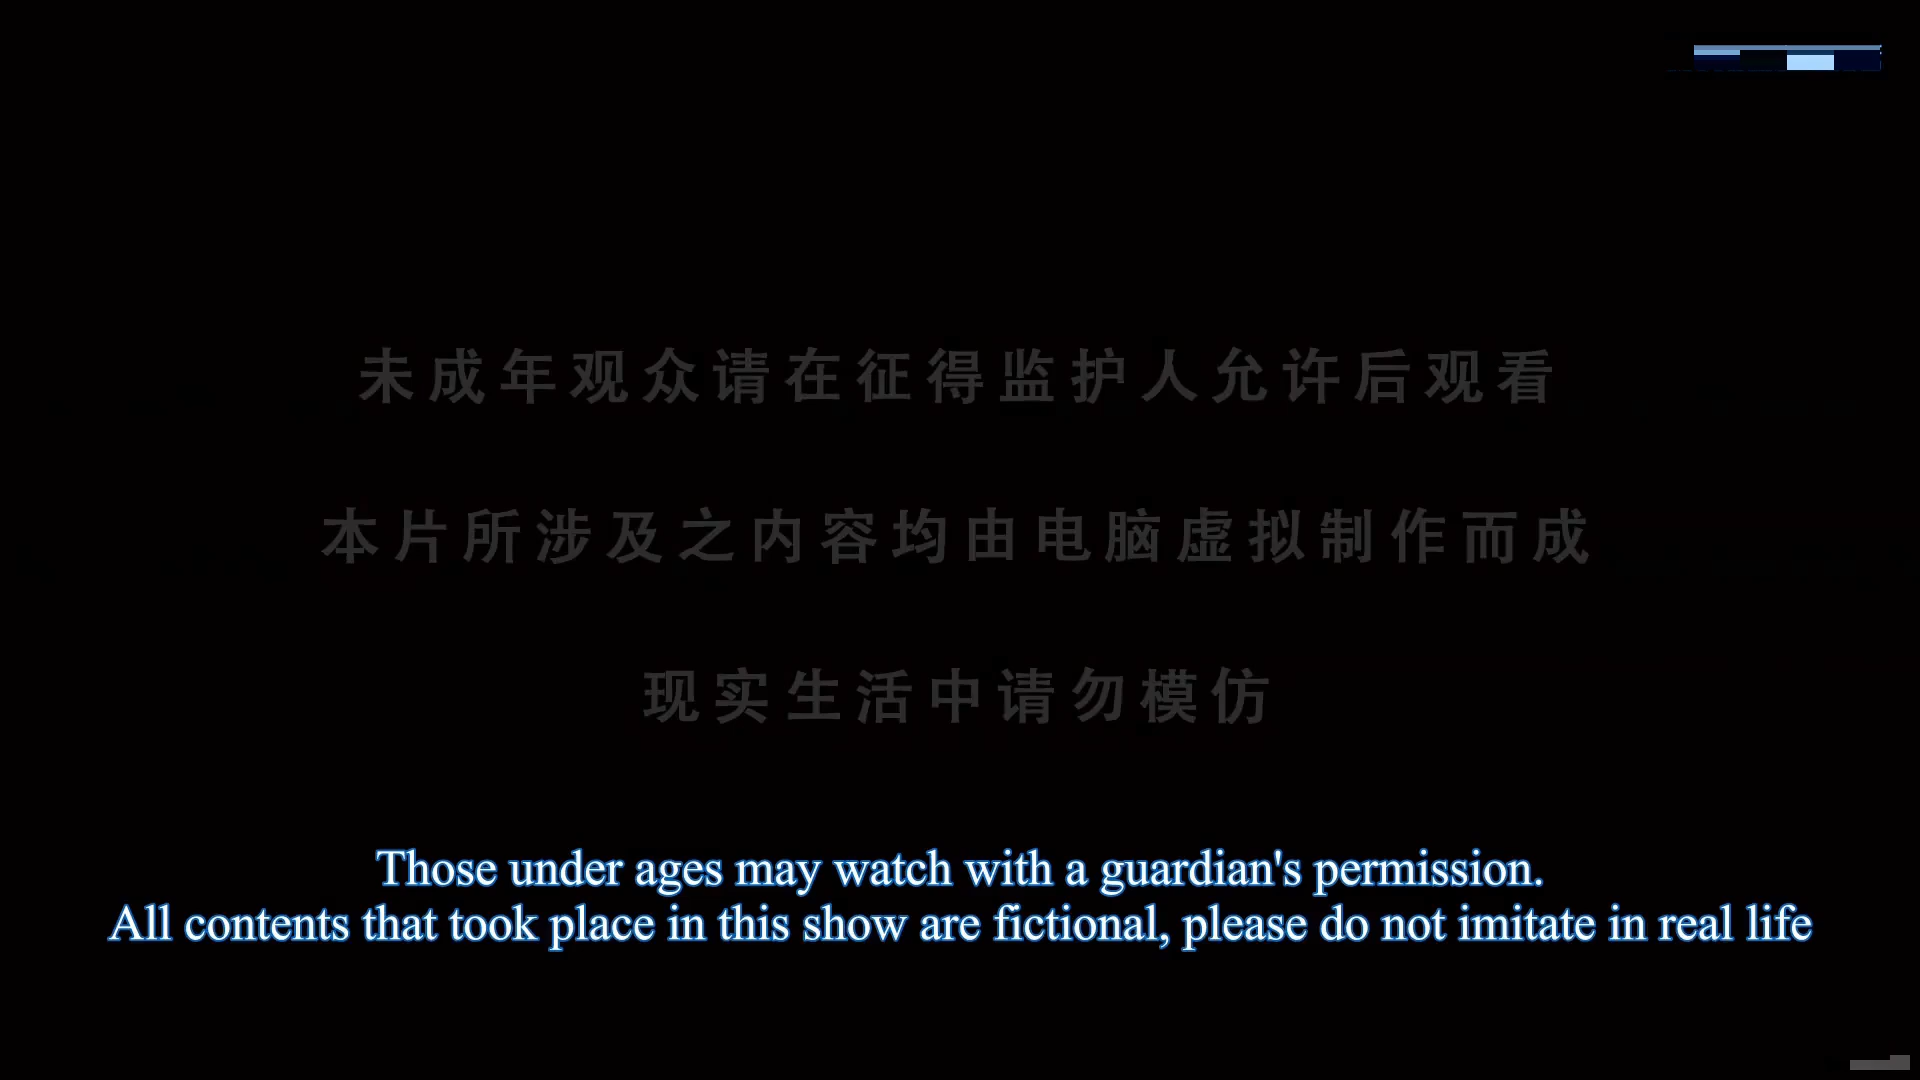 未成年观众请在征得监护人允许后观看
本片所涉及之内容均由电脑虚拟制作而成
现实生活中请勿模仿
Those under ages may watch with a guardian's permission.
All contents that took place in this show are fictional, please do not imitate in real life